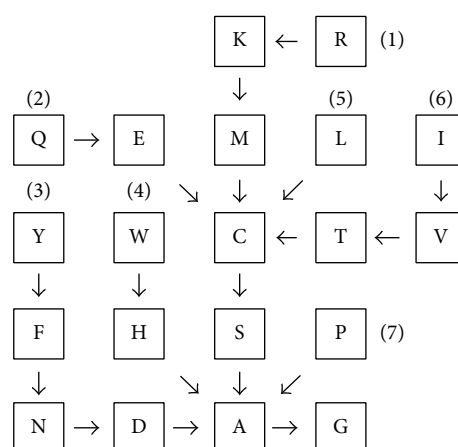 K ← R (1)
(2) (5) (6)
Q → E M L I
(3) (4)
Y W C ← T ← V
F H S P (7)
N → D → A → G